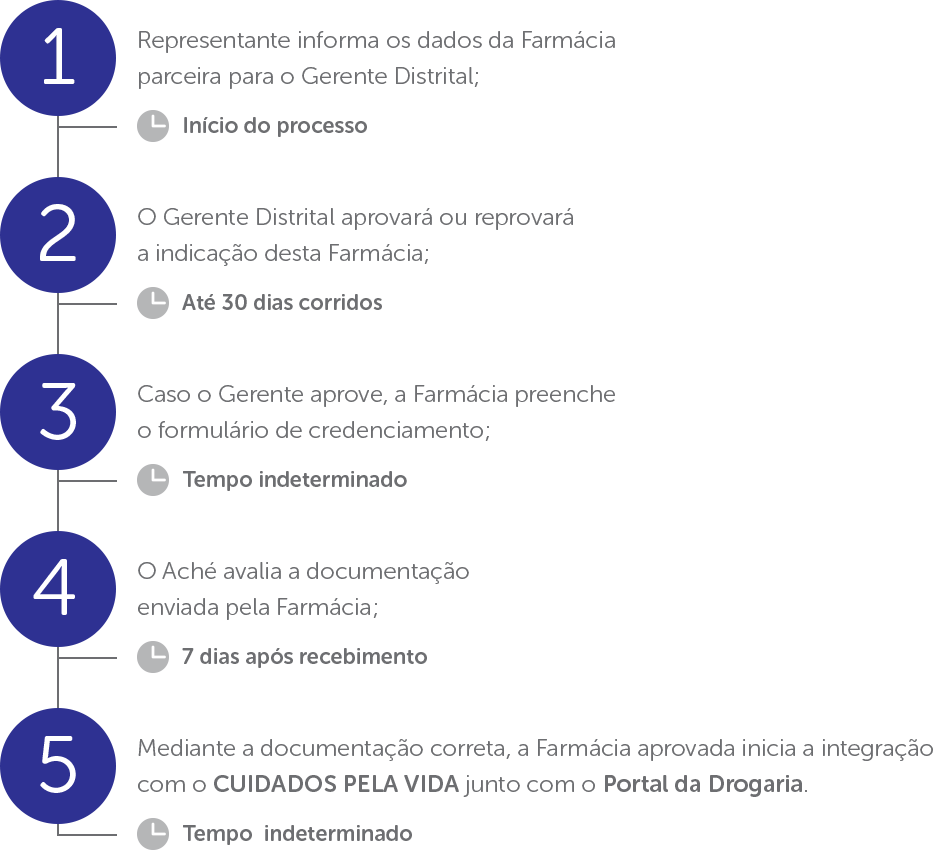 1
Representante informa os dados da Farmácia
parceira para o Gerente Distrital;
Início do processo
2
O Gerente Distrital aprovará ou reprovará
a indicação desta Farmácia;
Até 30 dias corridos
3
Caso o Gerente aprove, a Farmácia preenche
o formulário de credenciamento;
Tempo indeterminado
4
O Aché avalia a documentação
enviada pela Farmácia;
7 dias após recebimento
5
Mediante a documentação correta, a Farmácia aprovada inicia a integração
com o CUIDADOS PELA VIDA junto com o Portal da Drogaria.
Tempo indeterminado